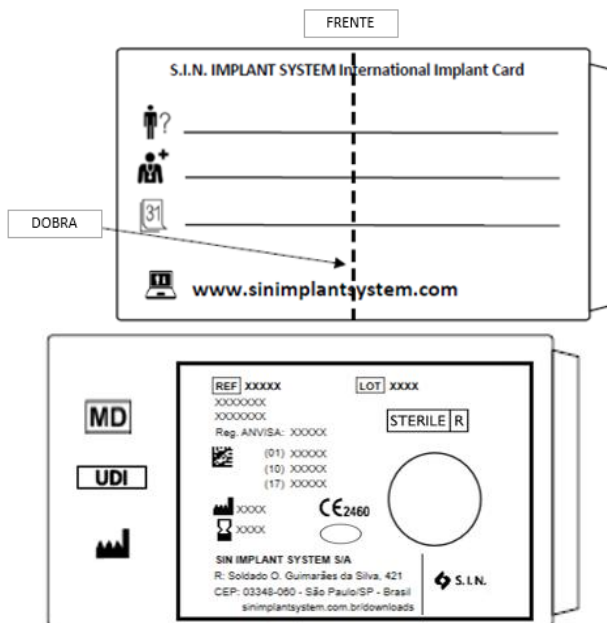 FRENTE
S.I.N. IMPLANT SYSTEM International Implant Card
?
31
DOBRA
www.sinimplantsystem.com
MD
UDI
REF XXXXX
LOT XXXX
XXXXXXX
XXXXXXX
Reg. ANVISA: XXXXX
STERILE R
(01) XXXXX
(10) XXXXX
(17) XXXXX
XXXX
CE2460
XXXX
SIN IMPLANT SYSTEM S/A
R: Soldado O. Guimarães da Silva, 421
CEP: 03348-060 - São Paulo/SP - Brasil
sinimplantsystem.com.br/downloads
S.I.N.